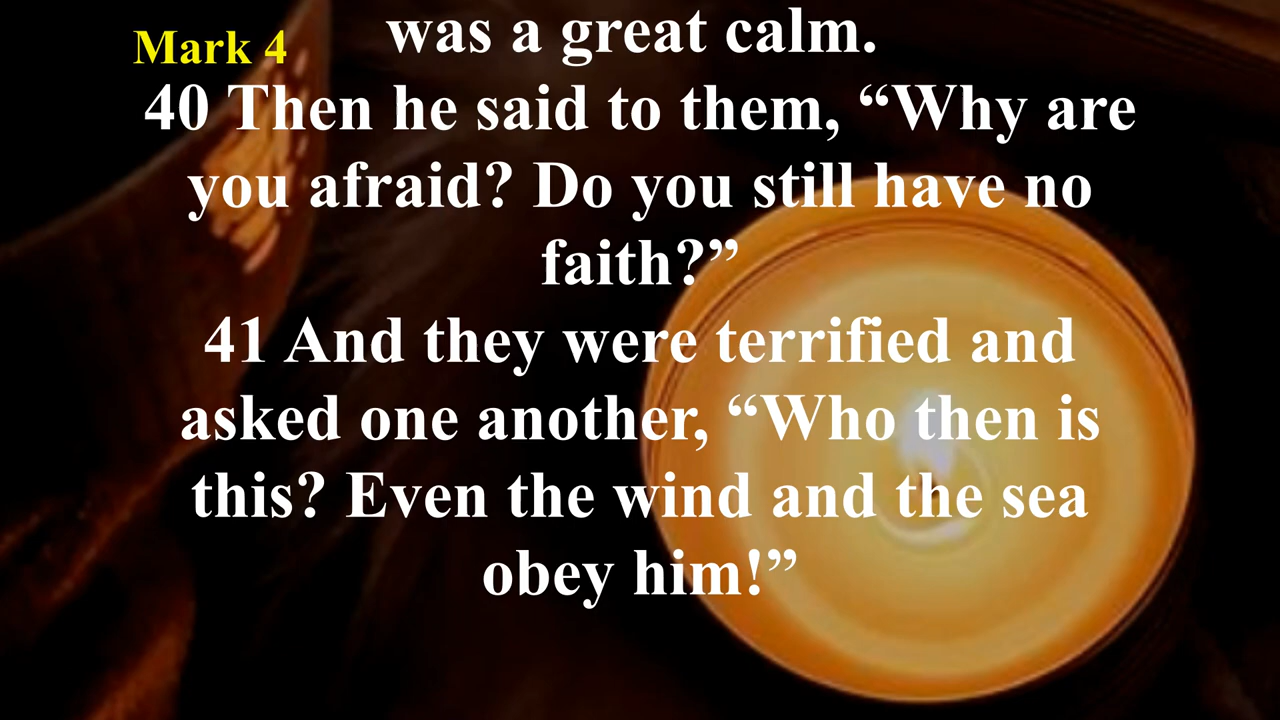 Mark 4
was a great calm.
40 Then he said to them, “Why are
you afraid? Do you still have no
faith?”
41 And they were terrified and
asked one another, “Who then is
this? Even the wind and the sea
obey him!”